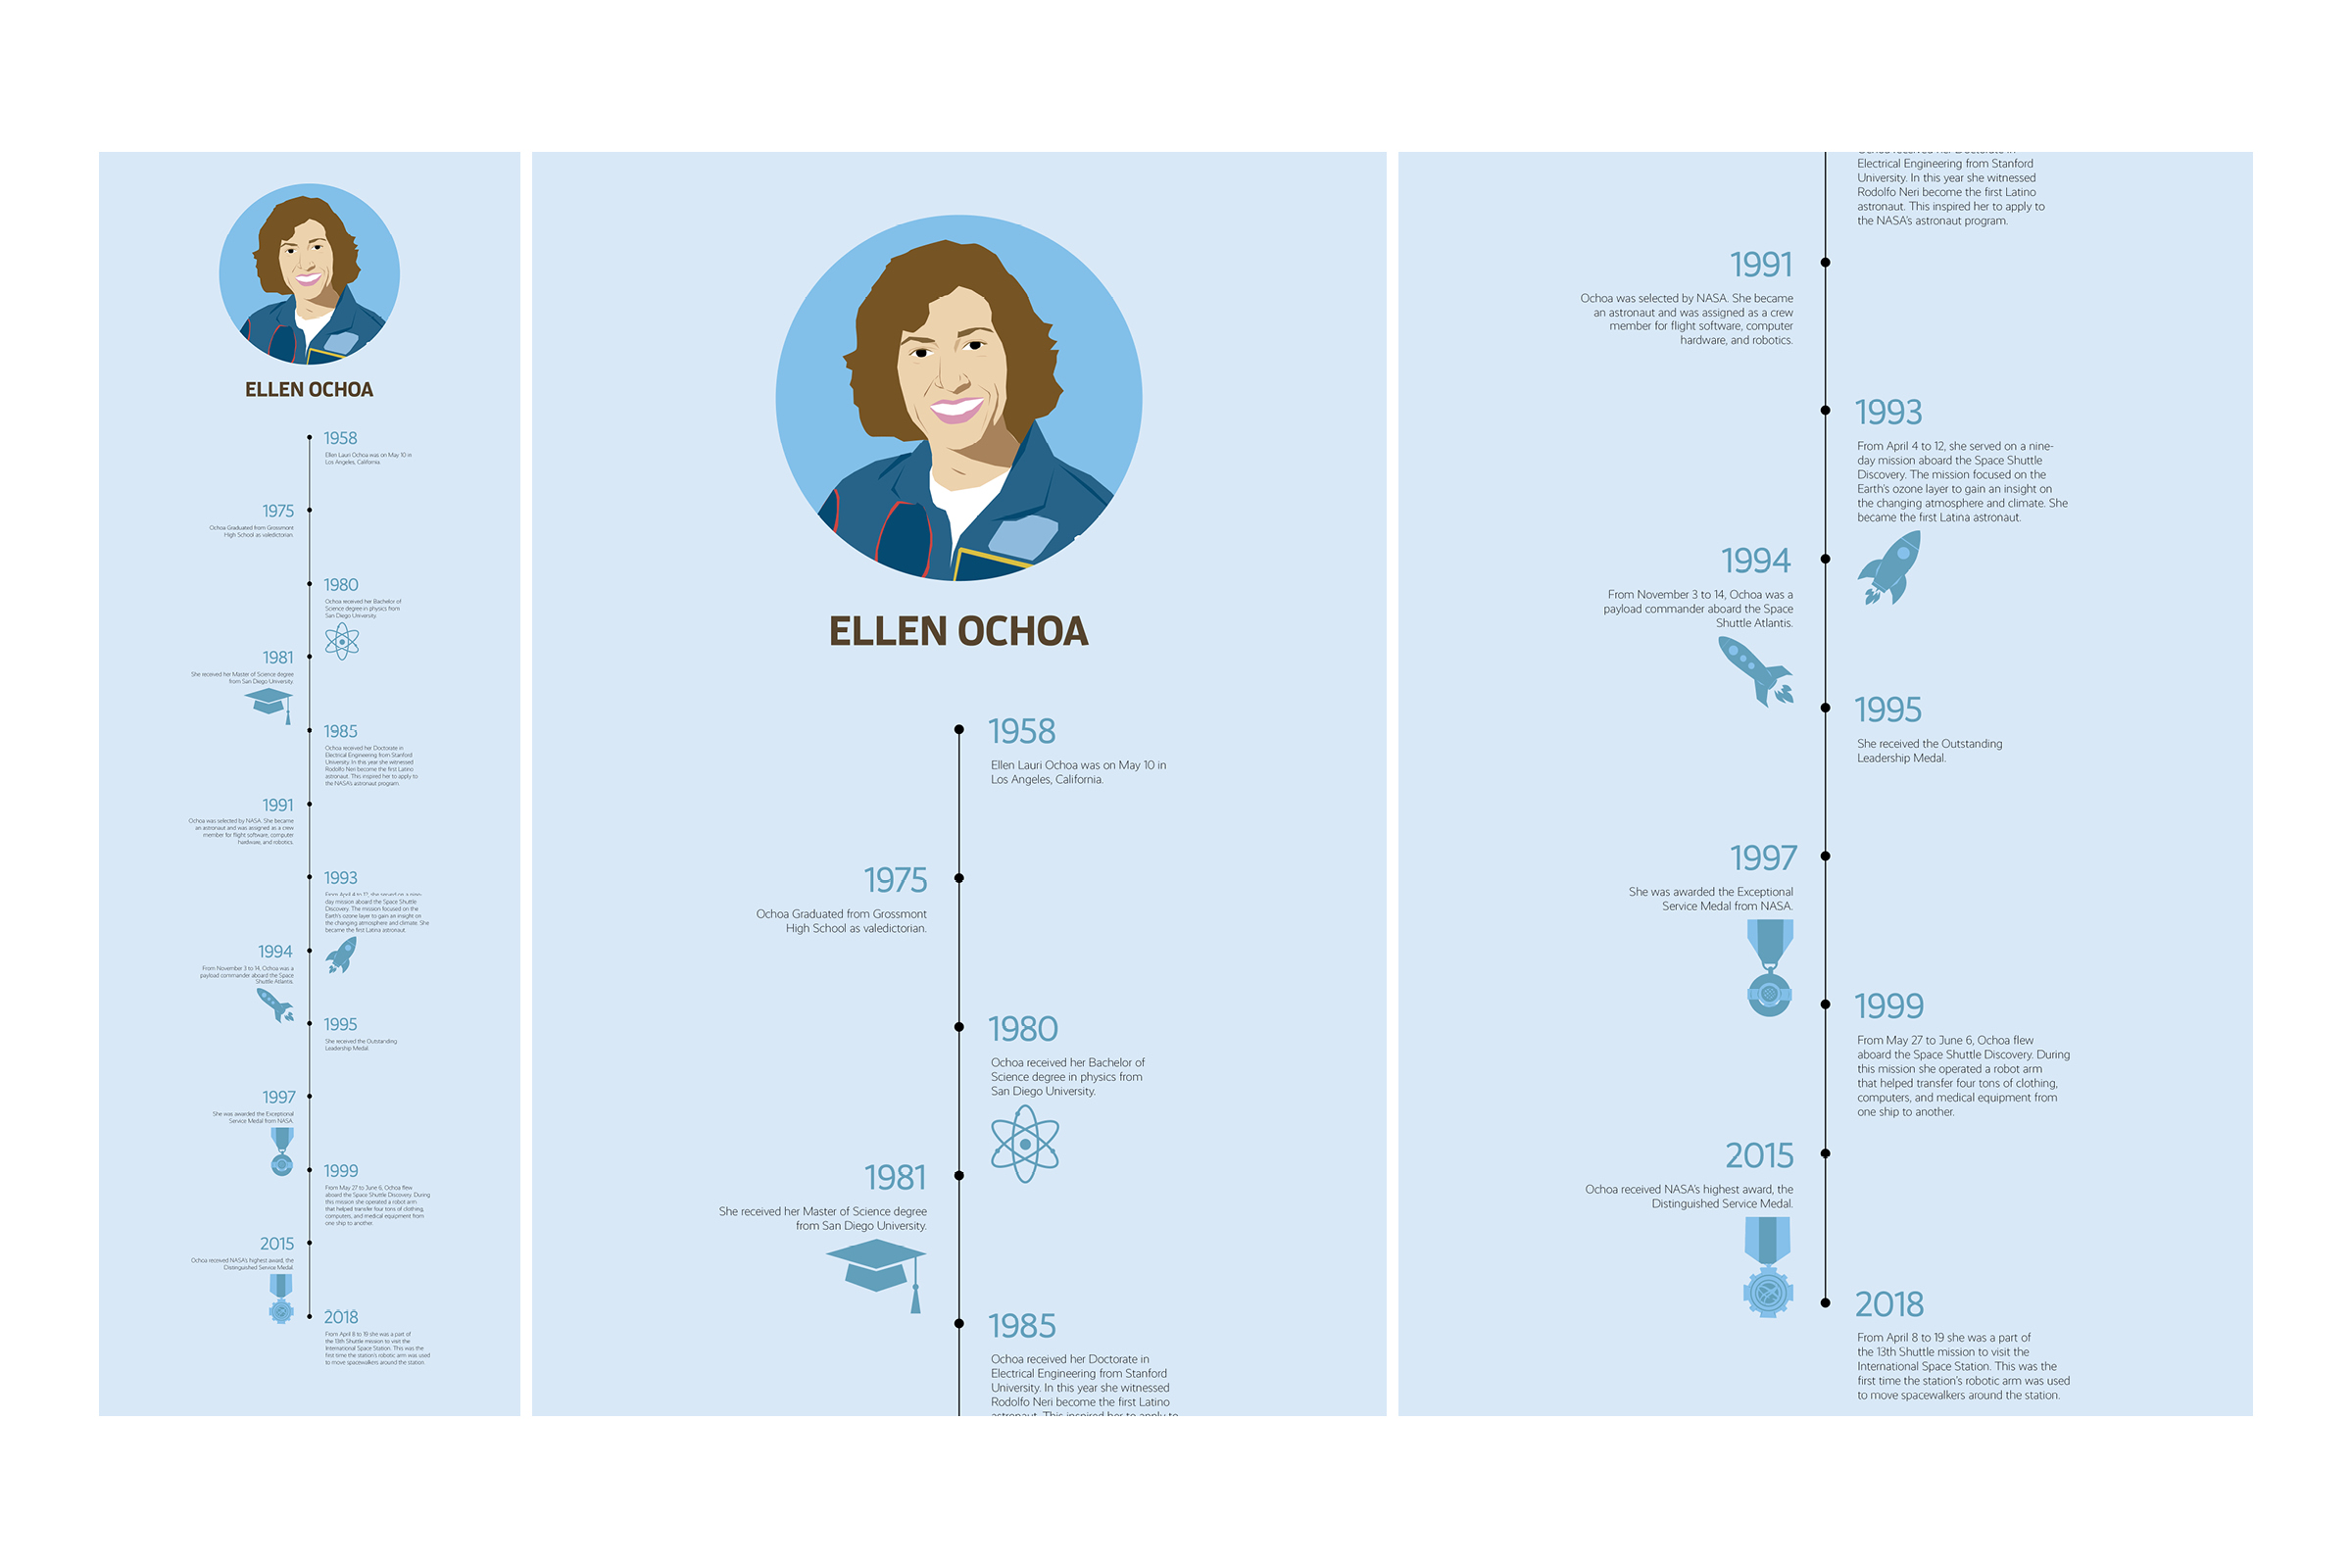 ELLEN OCHOA
1958
Ellen Lauri Ochoa was on May 10 in
Los Angeles, California.
1975
Ochoa Graduated from Grossmont
High School as valedictorian.
1980
Ochoa received her Bachelor of
Science degree in physics from
San Diego University.
1981
She received her Master of Science degree
from San Diego University.
1985
Ochoa received her Doctorate in
Electrical Engineering from Stanford
University. In this year she witnessed
Rodolfo Neri become the first Latino
astronaut. This inspired her to apply to
the NASA's astronaut program.
1991
Ochoa was selected by NASA. She became
an astronaut and was assigned as a crew
member for flight software, computer
hardware, and robotics.
1993
From April 4 to 12, she served on a nine-
day mission aboard the Space Shuttle
Discovery. The mission focused on the
Earth's ozone layer to gain an insight on
the changing atmosphere and climate. She
became the first Latina astronaut.
1994
From November 3 to 14, Ochoa was a
payload commander aboard the Space
Shuttle Atlantis.
1995
She received the Outstanding
Leadership Medal.
1997
She was awarded the Exceptional
Service Medal from NASA.
1999
From May 27 to June 6, Ochoa flew
aboard the Space Shuttle Discovery. During
this mission she operated a robot arm
that helped transfer four tons of clothing,
computers, and medical equipment from
one ship to another.
2015
Ochoa received NASA's highest award, the
Distinguished Service Medal.
2018
From April 8 to 19 she was a part of
the 13th Shuttle mission to visit the
International Space Station. This was the
first time the station's robotic arm was used
to move spacewalkers around the station.
ELLEN OCHOA
1958
Ellen Lauri Ochoa was on May 10 in
Los Angeles, California.
1975
Ochoa Graduated from Grossmont
High School as valedictorian.
1980
Ochoa received her Bachelor of
Science degree in physics from
San Diego University.
1981
She received her Master of Science degree
from San Diego University.
1985
Ochoa received her Doctorate in
Electrical Engineering from Stanford
University. In this year she witnessed
Rodolfo Neri become the first Latino
astronaut. This inspired her to apply to
Ochoa received her Doctorate in
Electrical Engineering from Stanford
University. In this year she witnessed
Rodolfo Neri become the first Latino
astronaut. This inspired her to apply to
the NASA's astronaut program.
1991
Ochoa was selected by NASA. She became
an astronaut and was assigned as a crew
member for flight software, computer
hardware, and robotics.
1993
From April 4 to 12, she served on a nine-
day mission aboard the Space Shuttle
Discovery. The mission focused on the
Earth's ozone layer to gain an insight on
the changing atmosphere and climate. She
became the first Latina astronaut.
1994
From November 3 to 14, Ochoa was a
payload commander aboard the Space
Shuttle Atlantis.
1995
She received the Outstanding
Leadership Medal.
1997
She was awarded the Exceptional
Service Medal from NASA.
1999
From May 27 to June 6, Ochoa flew
aboard the Space Shuttle Discovery. During
this mission she operated a robot arm
that helped transfer four tons of clothing,
computers, and medical equipment from
one ship to another.
2015
Ochoa received NASA's highest award, the
Distinguished Service Medal.
2018
From April 8 to 19 she was a part of
the 13th Shuttle mission to visit the
International Space Station. This was the
first time the station's robotic arm was used
to move spacewalkers around the station.